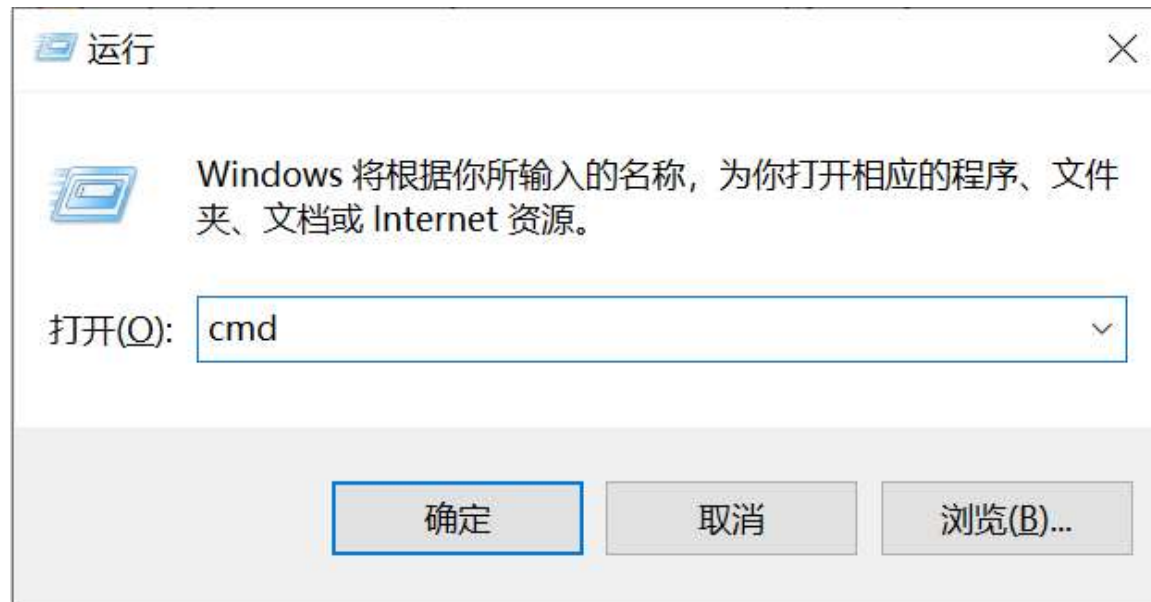 运行
Windows 将根据你所输入的名称，为你打开相应的程序、文件
夹、文档或 Internet 资源。
打开(O):
cmd
确定
取消
浏览(B)...